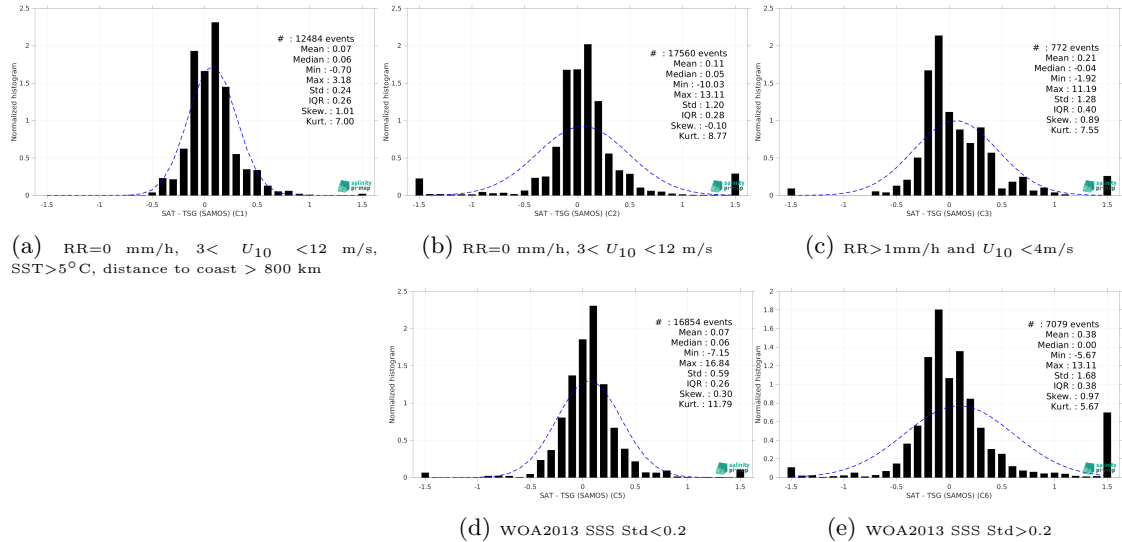 2.5
2
1.5
1
0.5
0
Normalized histogram
# : 12484 events
Mean : 0.07
Median : 0.06
Min : -0.70
Max : 3.18
Std : 0.24
IQR : 0.26
Skew. : 1.01
Kurt. : 7.00
salinity
pi-mep
-1.5 -1 -0.5 0 0.5 1 1.5
SAT - TSG (SAMOS) (C1)
(a) RR=0 mm/h, 3< U10 <12 m/s,
SST>5°C, distance to coast > 800 km
2.5
2
1.5
1
0.5
0
Normalized histogram
# : 17560 events
Mean : 0.11
Median : 0.05
Min : -10.03
Max : 13.11
Std : 1.20
IQR : 0.28
Skew. : -0.10
Kurt. : 8.77
salinity
pi-mep
-1.5 -1 -0.5 0 0.5 1 1.5
SAT - TSG (SAMOS) (C2)
(b) RR=0 mm/h, 3< U10 <12 m/s
2.5
2
1.5
1
0.5
0
Normalized histogram
# : 772 events
Mean : 0.21
Median : -0.04
Min : -1.92
Max : 11.19
Std : 1.28
IQR : 0.40
Skew. : 0.89
Kurt. : 7.55
salinity
pi-mep
-1.5 -1 -0.5 0 0.5 1 1.5
SAT - TSG (SAMOS) (C3)
(c) RR>1mm/h and U10 <4m/s
2.5
2
1.5
1
0.5
0
Normalized histogram
# : 16854 events
Mean : 0.07
Median : 0.06
Min : -7.15
Max : 16.84
Std : 0.59
IQR : 0.26
Skew. : 0.30
Kurt. : 11.79
salinity
pi-mep
-1.5 -1 -0.5 0 0.5 1 1.5
SAT - TSG (SAMOS) (C5)
(d) WOA2013 SSS Std<0.2
2
1.8
1.6
1.4
1.2
1
0.8
0.6
0.4
0.2
0
Normalized histogram
# : 7079 events
Mean : 0.38
Median : 0.00
Min : -5.67
Max : 13.11
Std : 1.68
IQR : 0.38
Skew. : 0.97
Kurt. : 5.67
salinity
pi-mep
-1.5 -1 -0.5 0 0.5 1 1.5
SAT - TSG (SAMOS) (C6)
(e) WOA2013 SSS Std>0.2